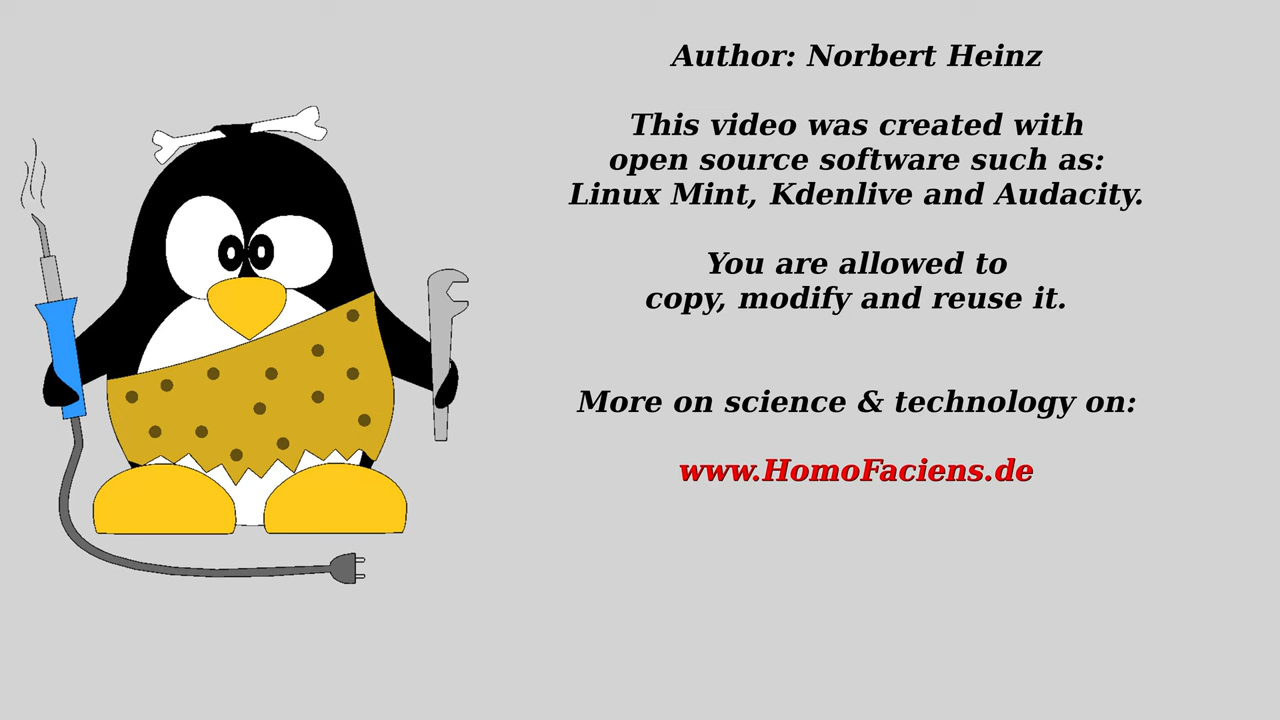 Author: Norbert Heinz
This video was created with
open source software such as:
Linux Mint, Kdenlive and Audacity.
You are allowed to
copy, modify and reuse it.
More on science & technology on:
www.HomoFaciens.de